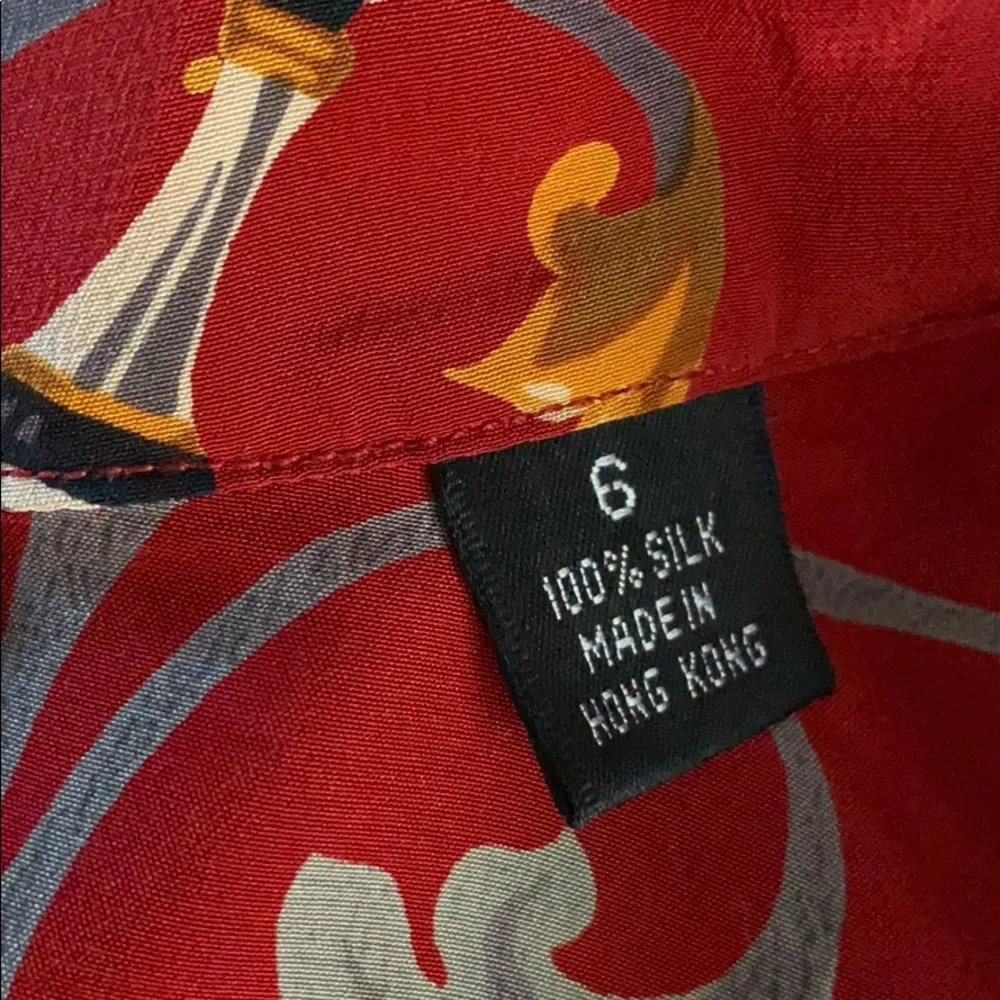 6
100% SILK
MADE IN
HONG KONG